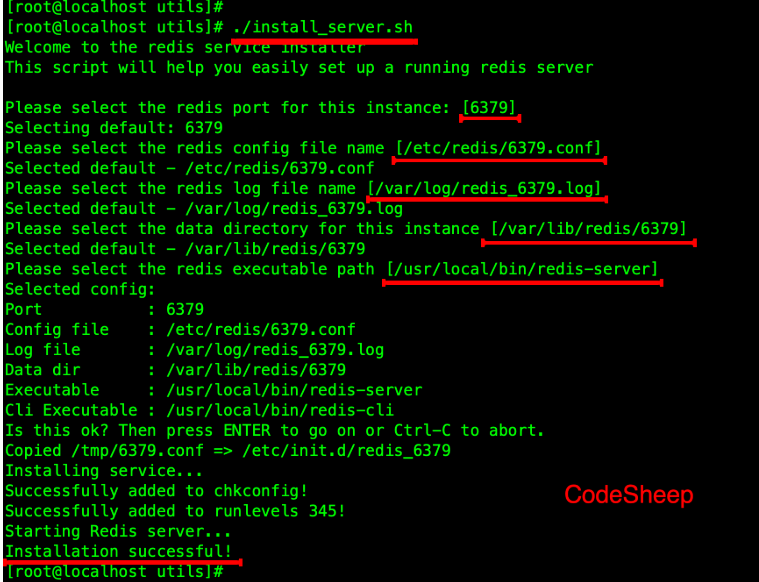 [root@localhost utils]#
[root@localhost utils]# ./install_server.sh
Welcome to the redis service installer
This script will help you easily set up a running redis server
Please select the redis port for this instance: [6379]
Selecting default: 6379
Please select the redis config file name [/etc/redis/6379.conf]
Selected default - /etc/redis/6379.conf
Please select the redis log file name [/var/log/redis_6379.log]
Selected default - /var/log/redis_6379.log
Please select the data directory for this instance [/var/lib/redis/6379]
Selected default - /var/lib/redis/6379
Please select the redis executable path [/usr/local/bin/redis-server]
Selected config:
Port           : 6379
Config file    : /etc/redis/6379.conf
Log file       : /var/log/redis_6379.log
Data dir       : /var/lib/redis/6379
Executable     : /usr/local/bin/redis-server
Cli Executable : /usr/local/bin/redis-cli
Is this ok? Then press ENTER to go on or Ctrl-C to abort.
Copied /tmp/6379.conf => /etc/init.d/redis_6379
Installing service...
Successfully added to chkconfig!
Successfully added to runlevels 345!
CodeSheep
Starting Redis server...
Installation successful!
[root@localhost utils]#